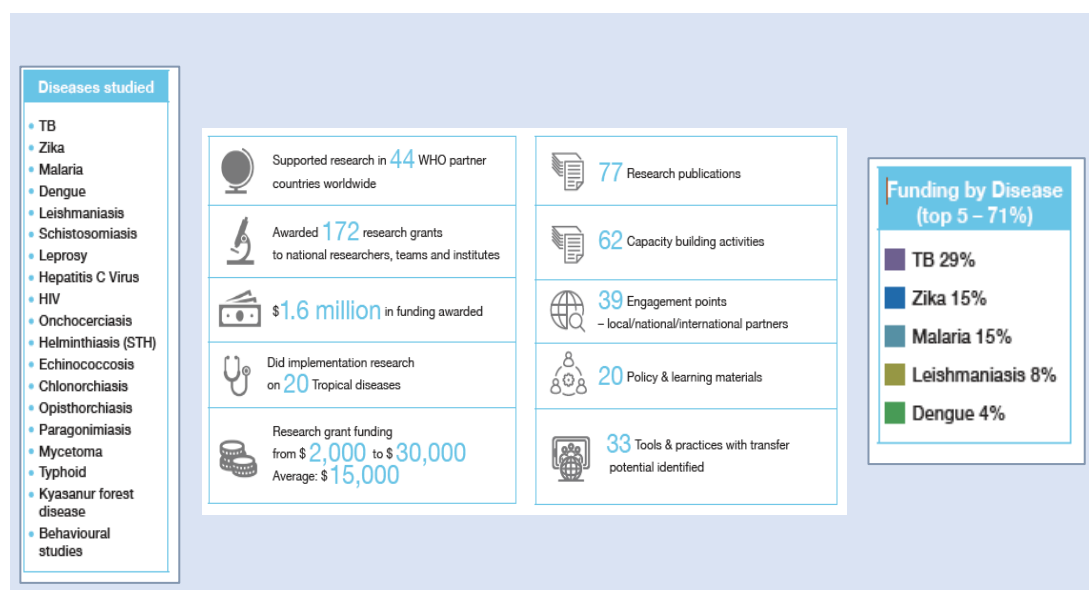 Diseases studied
• TB
• Zika
• Malaria
• Dengue
• Leishmaniasis
• Schistosomiasis
• Leprosy
• Hepatitis C Virus
• HIV
• Onchocerciasis
• Helminthiasis (STH)
• Echinococcosis
• Chlonorchiasis
• Opisthorchiasis
• Paragonimiasis
• Mycetoma
• Typhoid
• Kyasanur forest
disease
• Behavioural
studies
Supported research in 44 WHO partner
countries worldwide
Awarded 172 research grants
to national researchers, teams and institutes
$1.6 million in funding awarded
Did implementation research
on 20 Tropical diseases
Research grant funding
from $ 2,000 to $ 30,000
Average: $ 15,000
77 Research publications
62 Capacity building activities
39 Engagement points
– local/national/international partners
20 Policy & learning materials
33 Tools & practices with transfer
potential identified
Funding by Disease
(top 5 – 71%)
TB 29%
Zika 15%
Malaria 15%
Leishmaniasis 8%
Dengue 4%